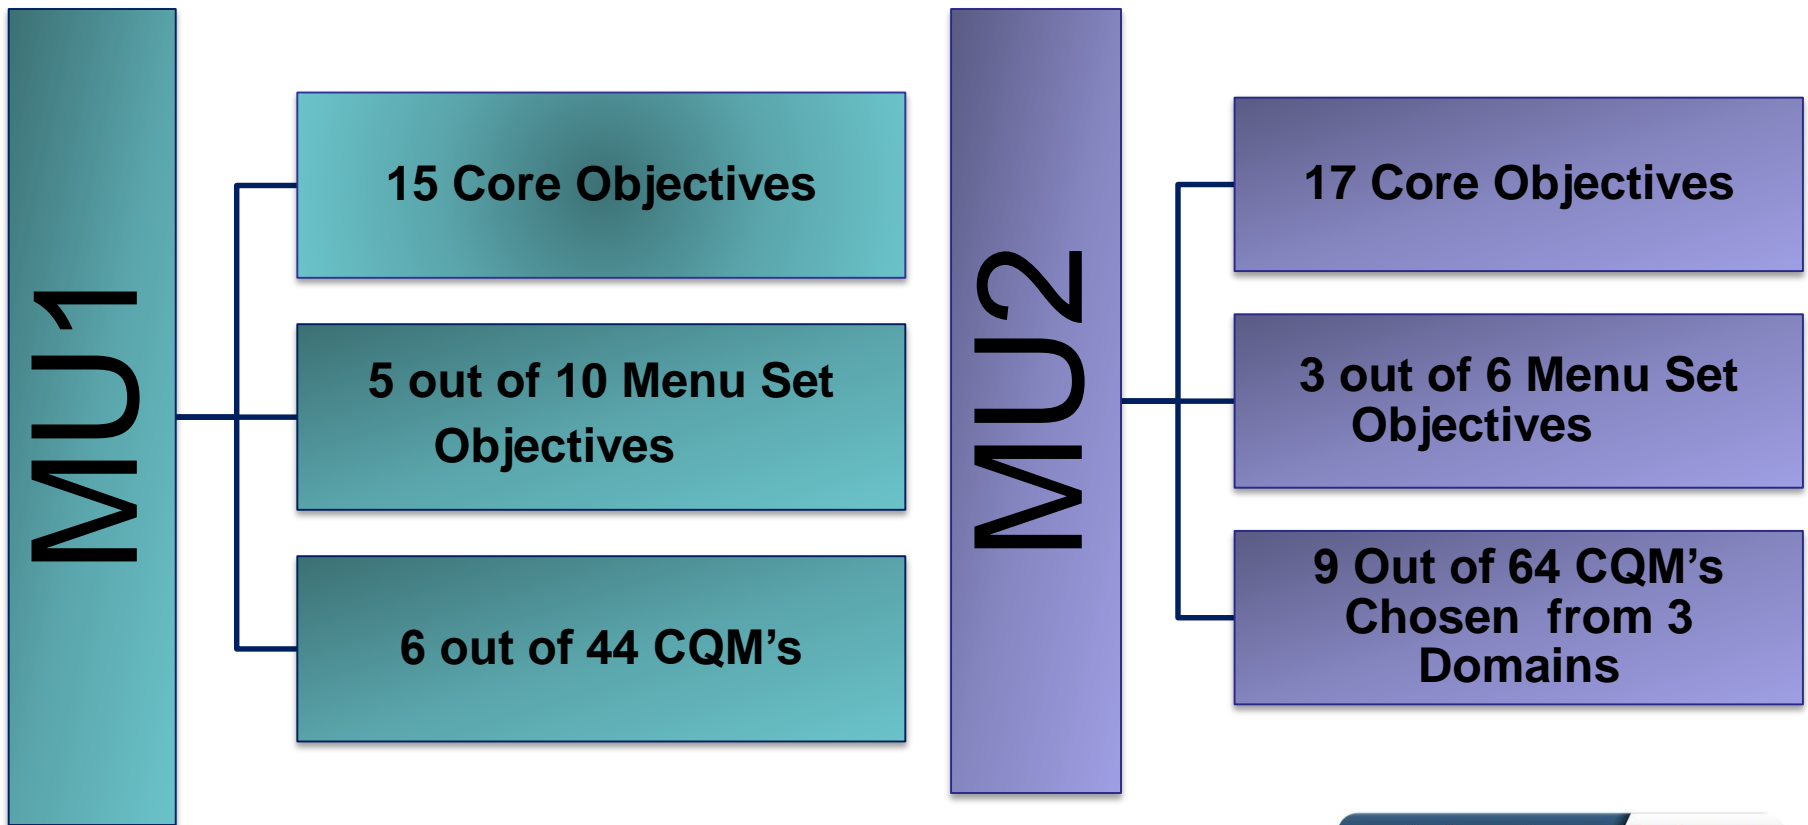 MU1
15 Core Objectives
5 out of 10 Menu Set
Objectives
6 out of 44 CQM’s
MU2
17 Core Objectives
3 out of 6 Menu Set
Objectives
9 Out of 64 CQM’s
Chosen from 3
Domains